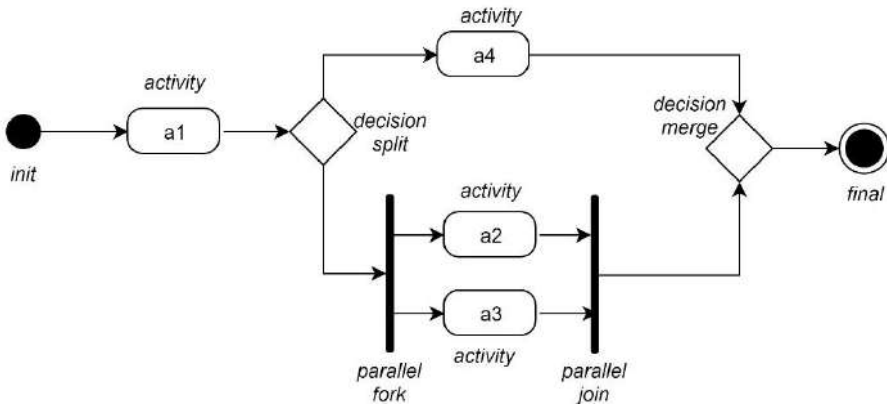 activity
a4
activity
a1
init
decision
split
decision
merge
final
activity
a2
a3
activity
parallel
fork
parallel
join